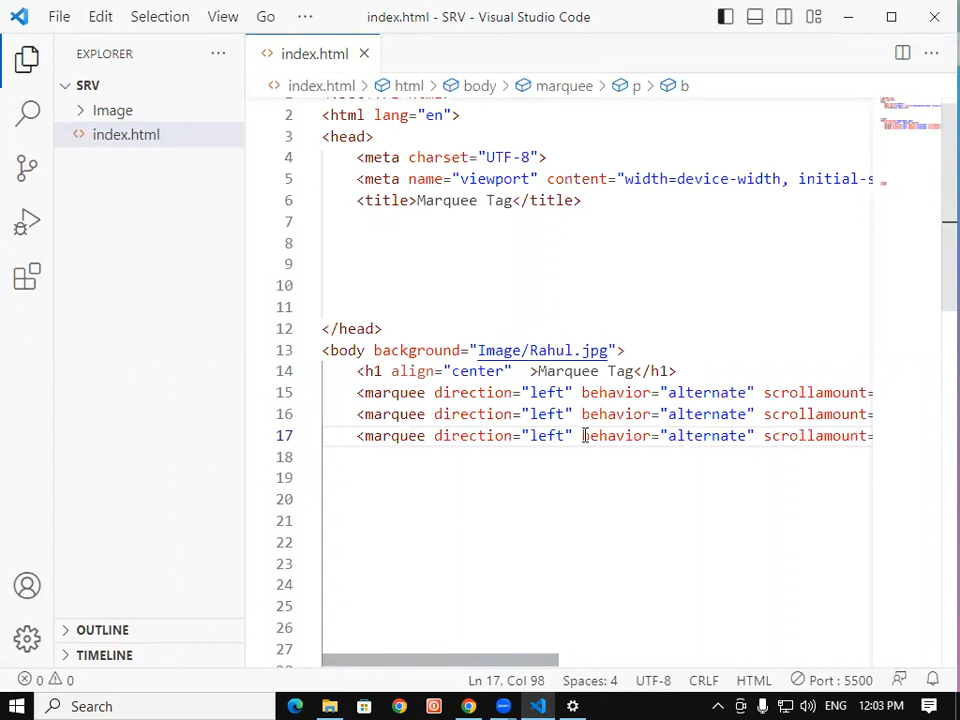 File Edit Selection View Go ··· index.html - SRV - Visual Studio Code
EXPLORER ···
SRV
Image
index.html
index.html
index.html > html > body > marquee > p > b
2 <html lang="en">
3 <head>
4 <meta charset="UTF-8">
5 <meta name="viewport" content="width=device-width, initial-s
6 <title>Marquee Tag</title>
7
8
9
10
11
12 </head>
13 <body background="Image/Rahul.jpg">
14 <h1 align="center" >Marquee Tag</h1>
15 <marquee direction="left" behavior="alternate" scrollamount=
16 <marquee direction="left" behavior="alternate" scrollamount=
17 <marquee direction="left" behavior="alternate" scrollamount=
18
19
20
21
22
23
24
25
26
27
OUTLINE
TIMELINE
0 0 Ln 17, Col 98 Spaces: 4 UTF-8 CRLF HTML Port : 5500
Search ENG 12:03 PM